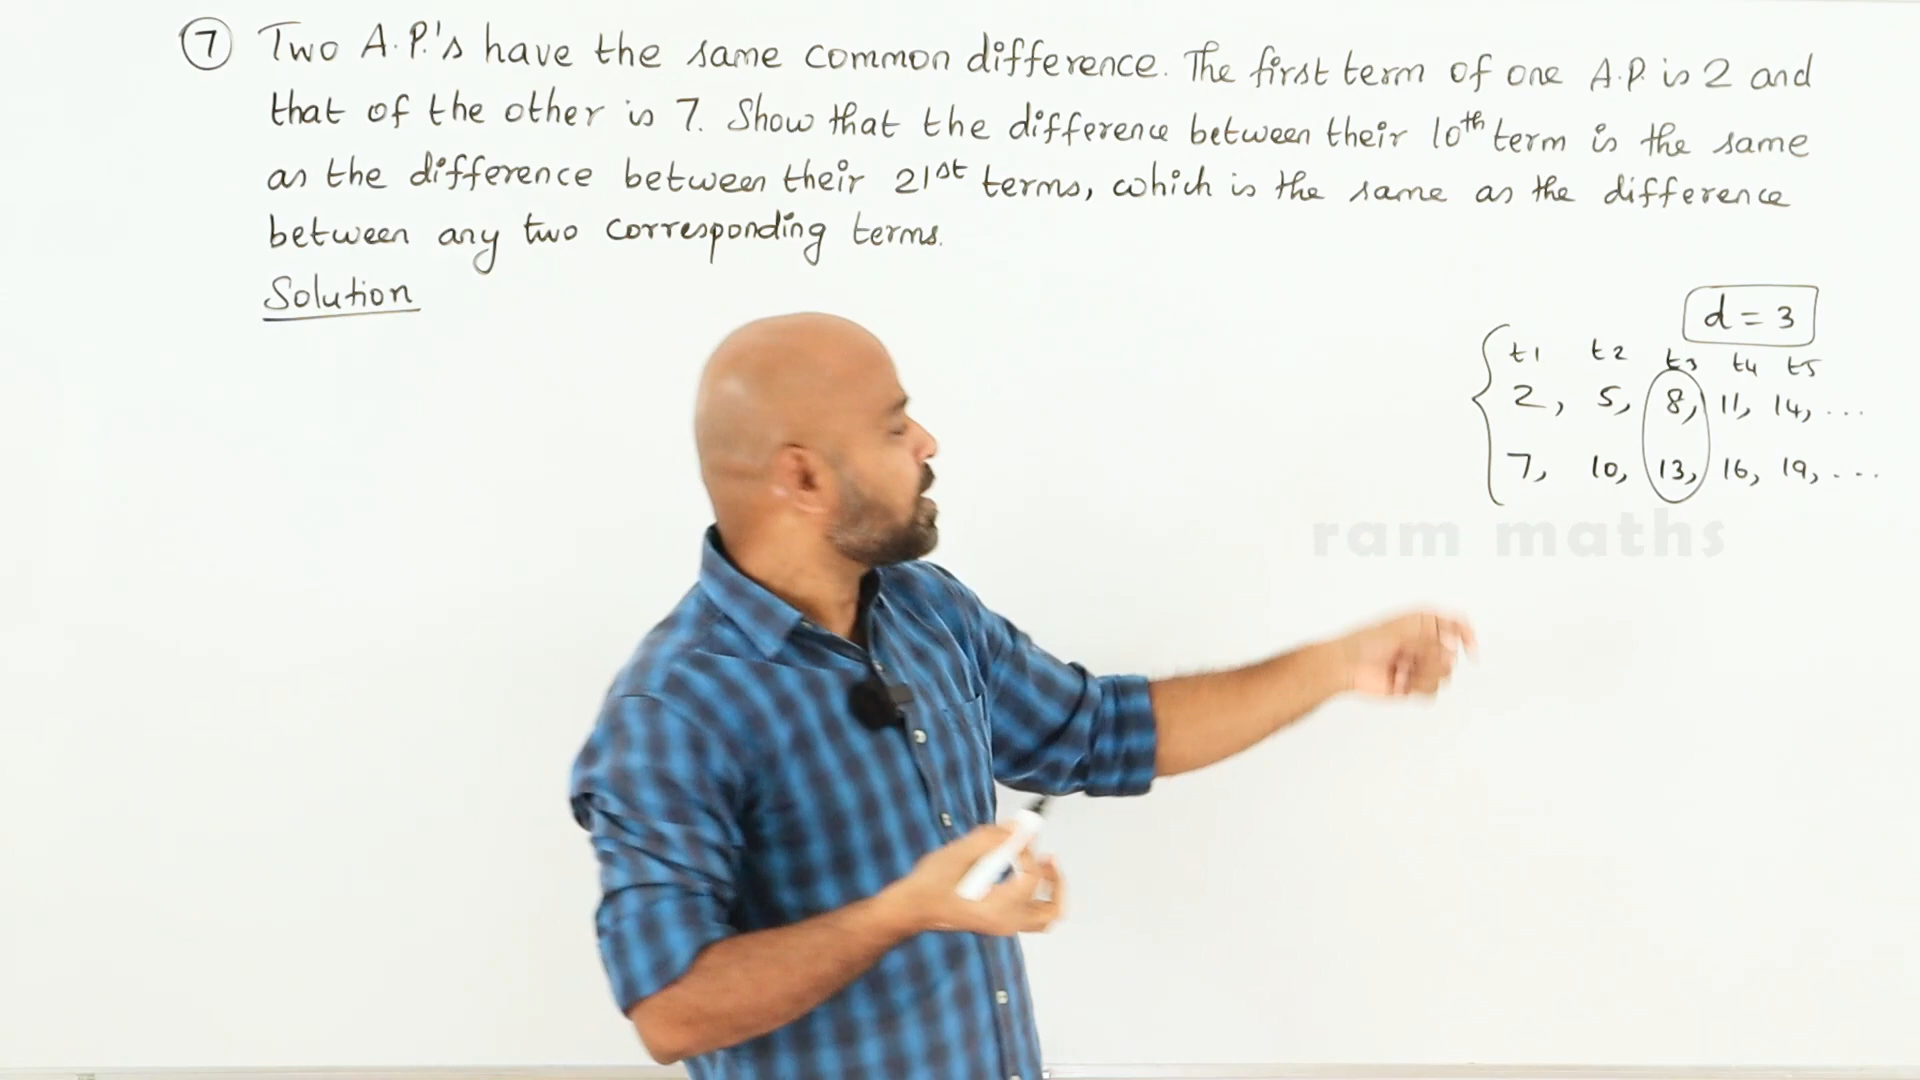 7 Two A.P.'s have the same common difference. The first term of one A.P. is 2 and
that of the other is 7. Show that the difference between their 10th term is the same
as the difference between their 21st terms, which is the same as the difference
between any two corresponding terms.
Solution
d = 3
t1 t2 t3 t4 t5
2, 5, 8, 11, 14, ...
7, 10, 13, 16, 19, ...
ram maths